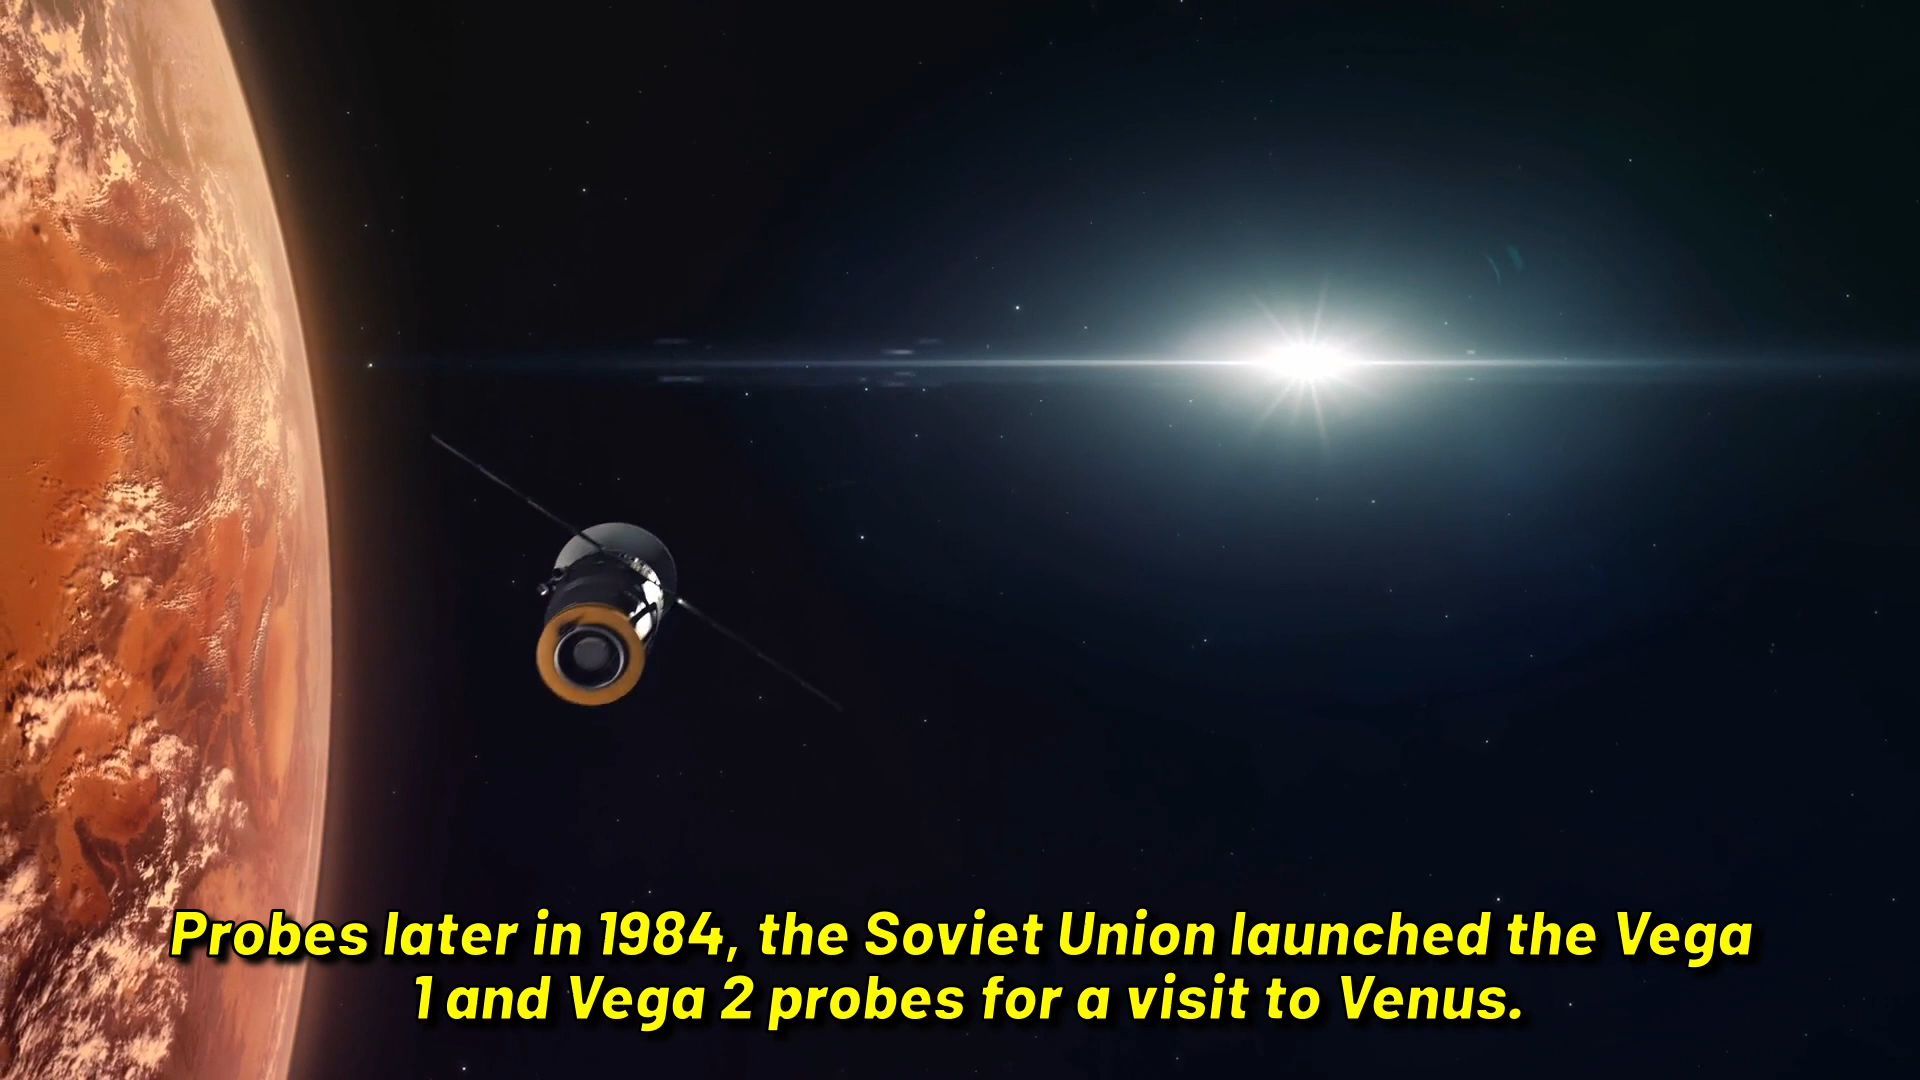 Probes later in 1984, the Soviet Union launched the Vega
1 and Vega 2 probes for a visit to Venus.